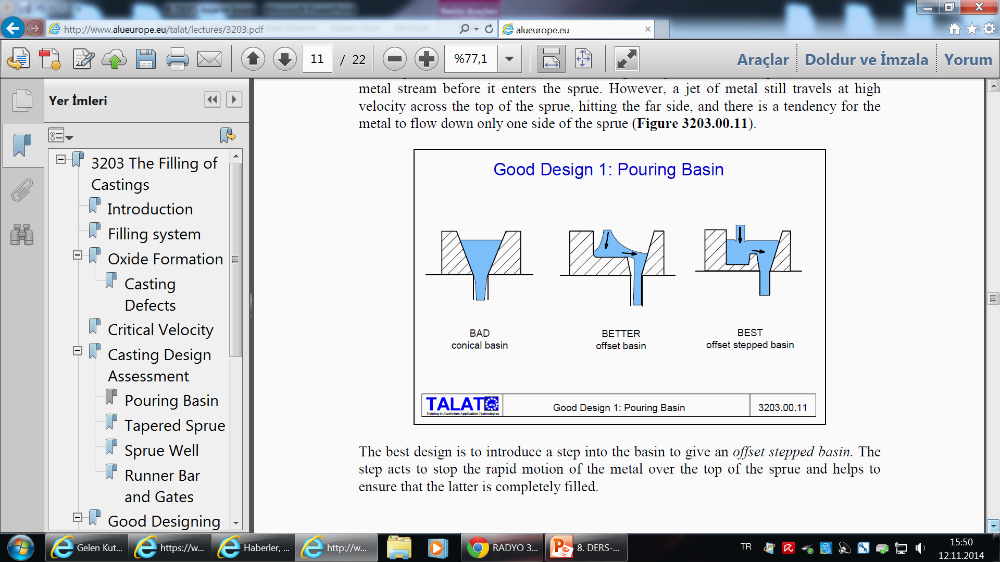 Resim Araçları
http://www.alueurope.eu/talat/lectures/3203.pdf
alueurope.eu
11 / 22
%77,1
Araçlar
Doldur ve İmzala
Yorum
Yer İmleri
3203 The Filling of
Castings
Introduction
Filling system
Oxide Formation
Casting
Defects
Critical Velocity
Casting Design
Assessment
Pouring Basin
Tapered Sprue
Sprue Well
Runner Bar
and Gates
Good Designing
metal stream before it enters the sprue. However, a jet of metal still travels at high
velocity across the top of the sprue, hitting the far side, and there is a tendency for the
metal to flow down only one side of the sprue (Figure 3203.00.11).
Good Design 1: Pouring Basin
BAD
conical basin
BETTER
offset basin
BEST
offset stepped basin
TALAT
alu
Training in Aluminium Application Technologies
Good Design 1: Pouring Basin
3203.00.11
The best design is to introduce a step into the basin to give an offset stepped basin. The
step acts to stop the rapid motion of the metal over the top of the sprue and helps to
ensure that the latter is completely filled.
Gelen Kut...
https://w...
Haberler, ...
http://w...
RADYO 3...
8. DERS-...
TR
15:50
12.11.2014